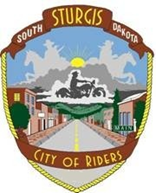 STURGIS
SOUTH DAKOTA
MAIN
CITY OF RIDERS